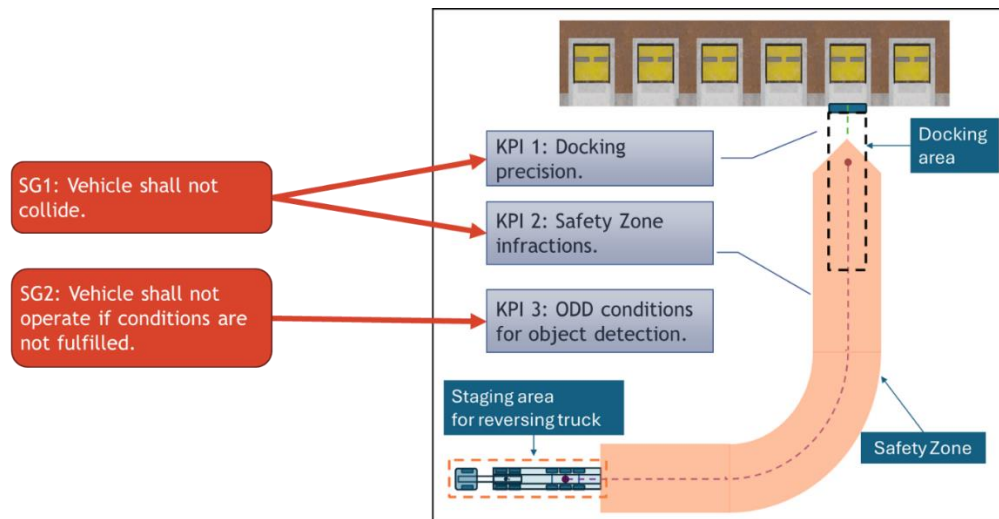 SG1: Vehicle shall not
collide.
SG2: Vehicle shall not
operate if conditions are
not fulfilled.
KPI 1: Docking
precision.
KPI 2: Safety Zone
infractions.
KPI 3: ODD conditions
for object detection.
Docking
area
Staging area
for reversing truck
Safety Zone